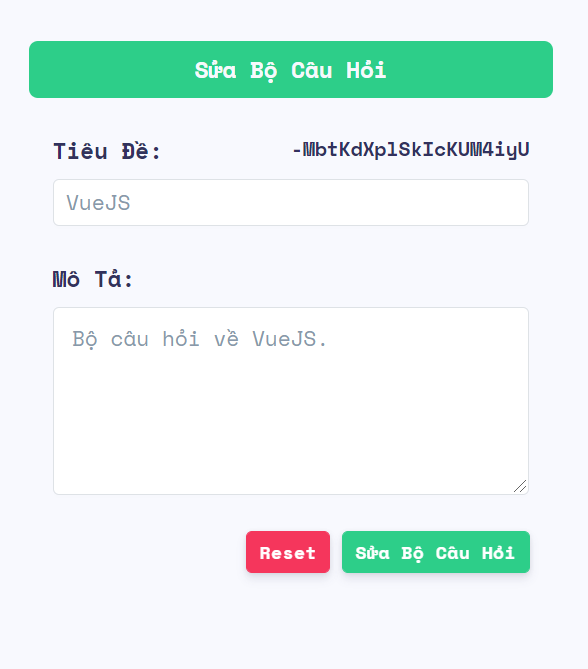 Sửa Bộ Câu Hỏi
Tiêu Đề: -MbtKdXplSkIcKUM4iyU
VueJS
Mô Tả:
Bộ câu hỏi về VueJS.
Reset Sửa Bộ Câu Hỏi